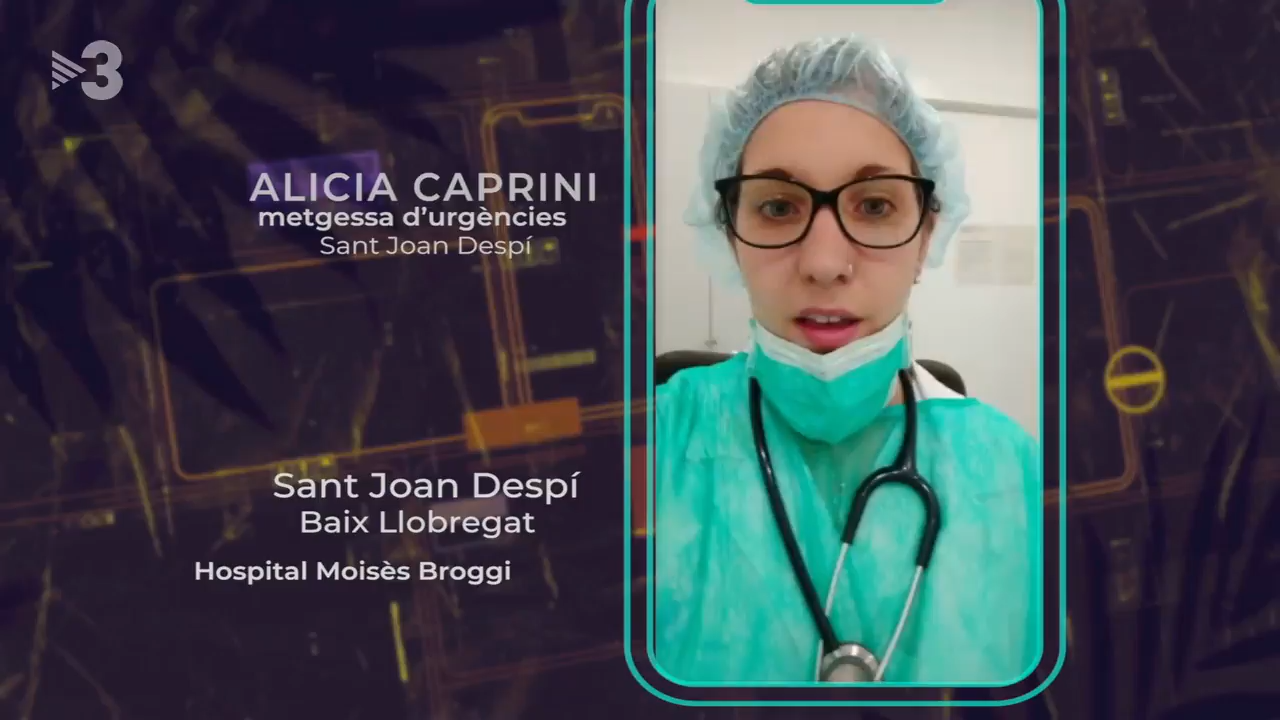 3
ALICIA CAPRINI
metgessa d'urgències
Sant Joan Despí
Sant Joan Despí
Baix Llobregat
Hospital Moisès Broggi